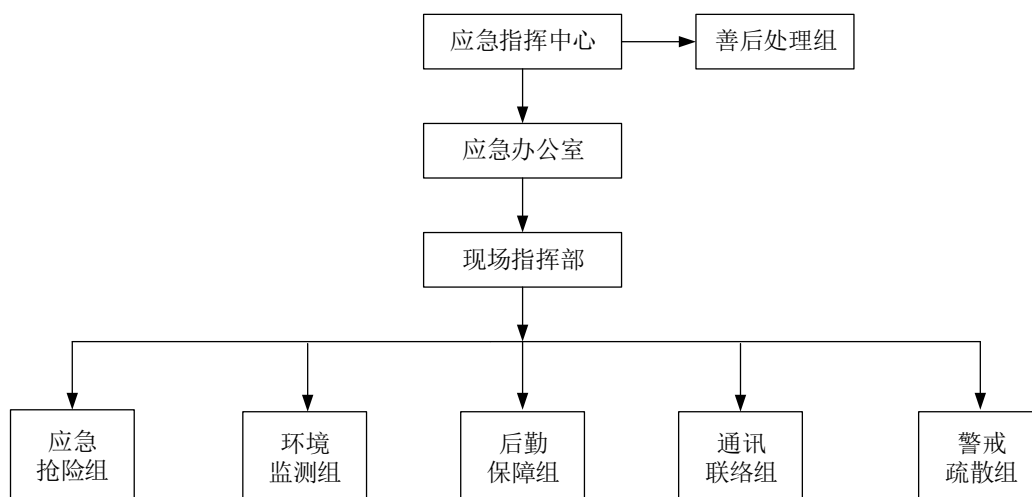 应急指挥中心
善后处理组
应急办公室
现场指挥部
应急
抢险组
环境
监测组
后勤
保障组
通讯
联络组
警戒
疏散组